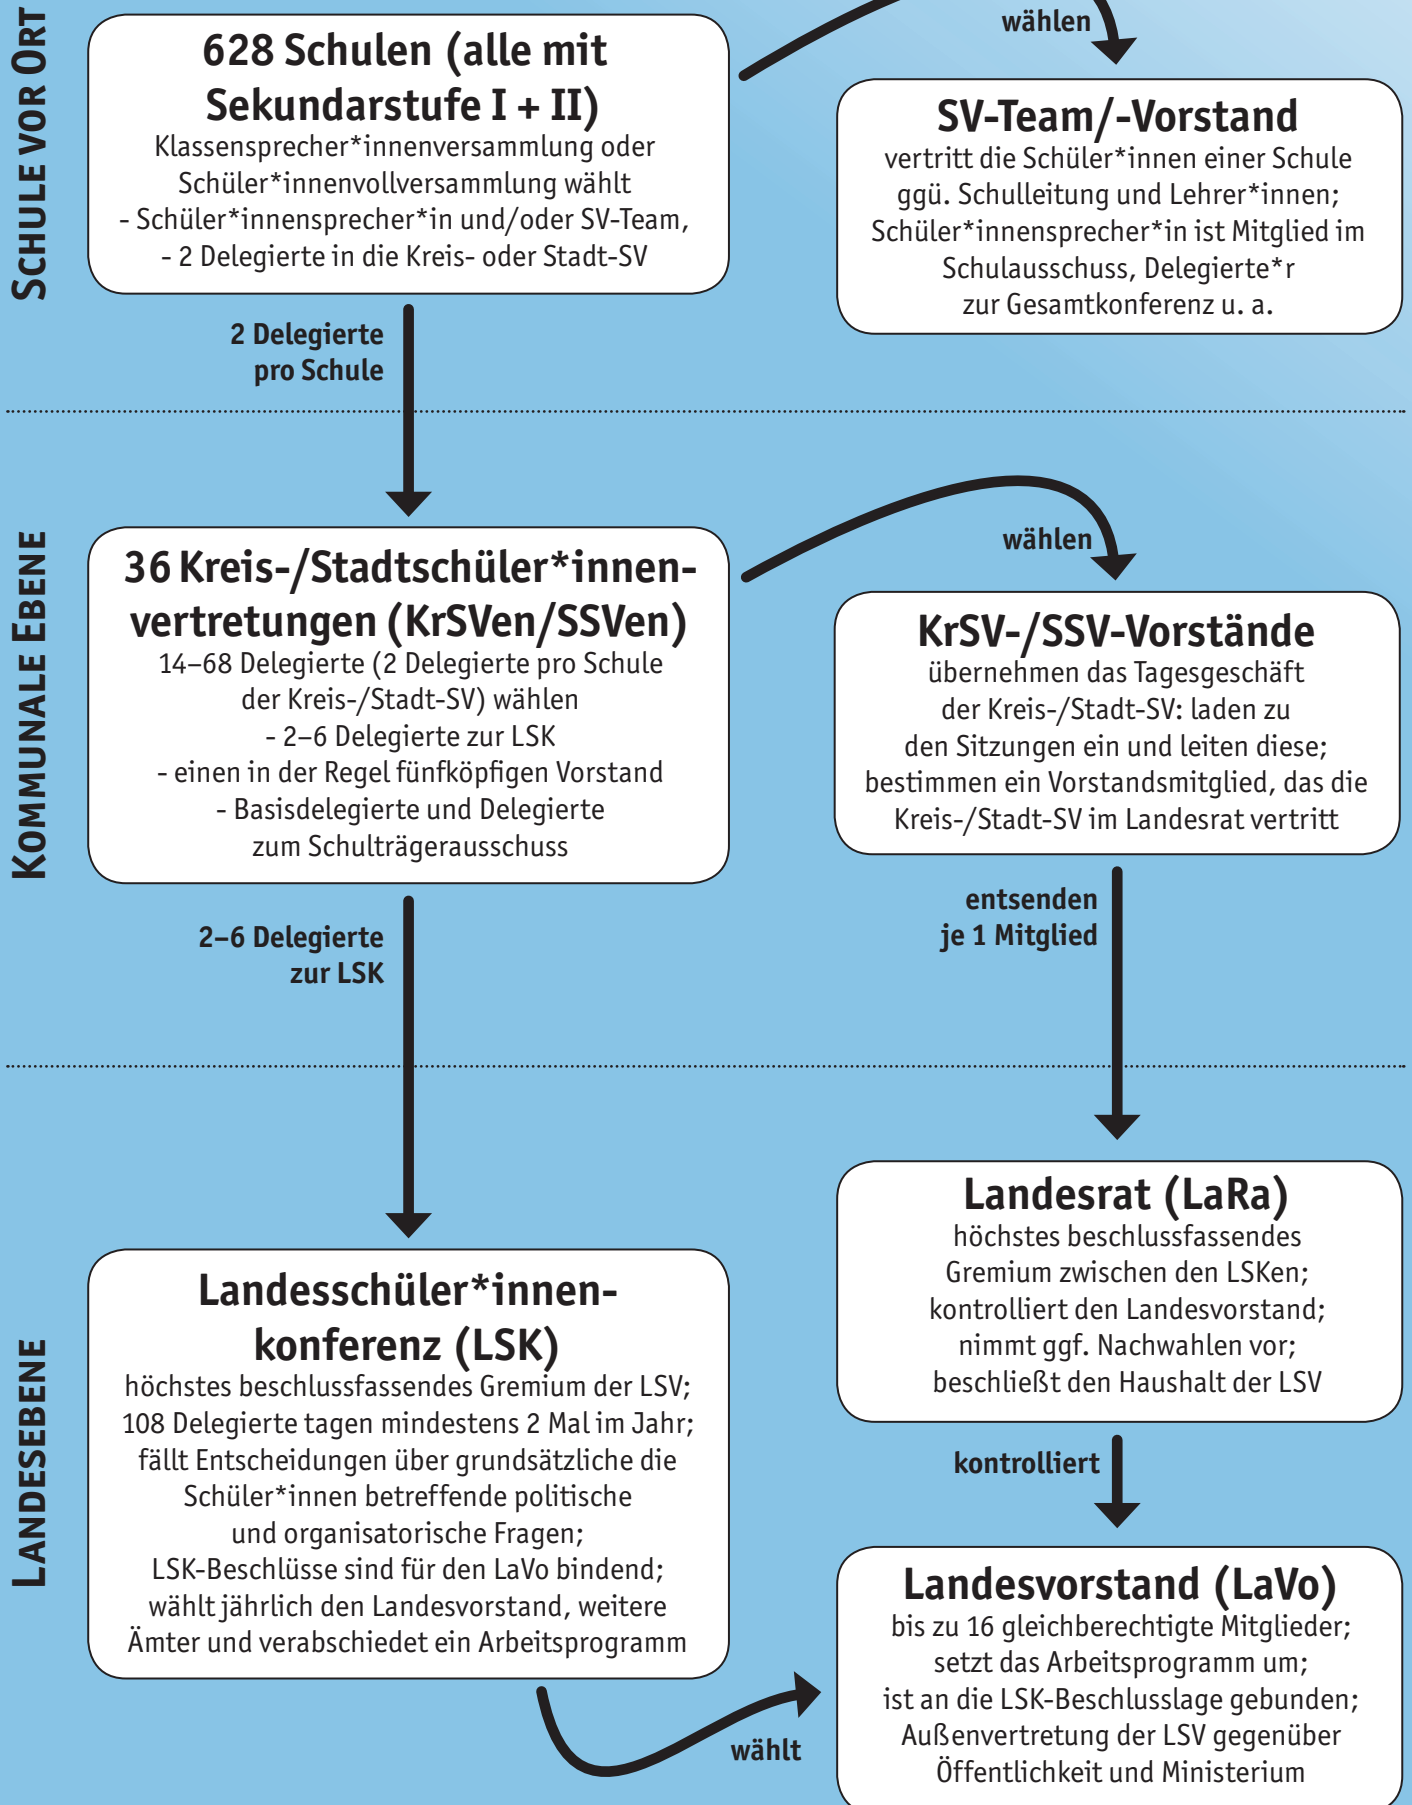 SCHULE VOR ORT
628 Schulen (alle mit
Sekundarstufe I + II)
Klassensprecher*innenversammlung oder
Schüler*innenvollversammlung wählt
- Schüler*innensprecher*in und/oder SV-Team,
- 2 Delegierte in die Kreis- oder Stadt-SV
wählen
SV-Team/-Vorstand
vertritt die Schüler*innen einer Schule
ggü. Schulleitung und Lehrer*innen;
Schüler*innensprecher*in ist Mitglied im
Schulausschuss, Delegierte*r
zur Gesamtkonferenz u. a.
2 Delegierte
pro Schule
KOMMUNALE EBENE
36 Kreis-/Stadtschüler*innen-
vertretungen (KrSVen/SSVen)
14–68 Delegierte (2 Delegierte pro Schule
der Kreis-/Stadt-SV) wählen
- 2–6 Delegierte zur LSK
- einen in der Regel fünfköpfigen Vorstand
- Basisdelegierte und Delegierte
zum Schulträgerausschuss
wählen
KrSV-/SSV-Vorstände
übernehmen das Tagesgeschäft
der Kreis-/Stadt-SV: laden zu
den Sitzungen ein und leiten diese;
bestimmen ein Vorstandsmitglied, das die
Kreis-/Stadt-SV im Landesrat vertritt
2–6 Delegierte
zur LSK
entsenden
je 1 Mitglied
LANDESEBENE
Landesschüler*innen-
konferenz (LSK)
höchstes beschlussfassendes Gremium der LSV;
108 Delegierte tagen mindestens 2 Mal im Jahr;
fällt Entscheidungen über grundsätzliche die
Schüler*innen betreffende politische
und organisatorische Fragen;
LSK-Beschlüsse sind für den LaVo bindend;
wählt jährlich den Landesvorstand, weitere
Ämter und verabschiedet ein Arbeitsprogramm
Landesrat (LaRa)
höchstes beschlussfassendes
Gremium zwischen den LSKen;
kontrolliert den Landesvorstand;
nimmt ggf. Nachwahlen vor;
beschließt den Haushalt der LSV
kontrolliert
wählt
Landesvorstand (LaVo)
bis zu 16 gleichberechtigte Mitglieder;
setzt das Arbeitsprogramm um;
ist an die LSK-Beschlusslage gebunden;
Außenvertretung der LSV gegenüber
Öffentlichkeit und Ministerium